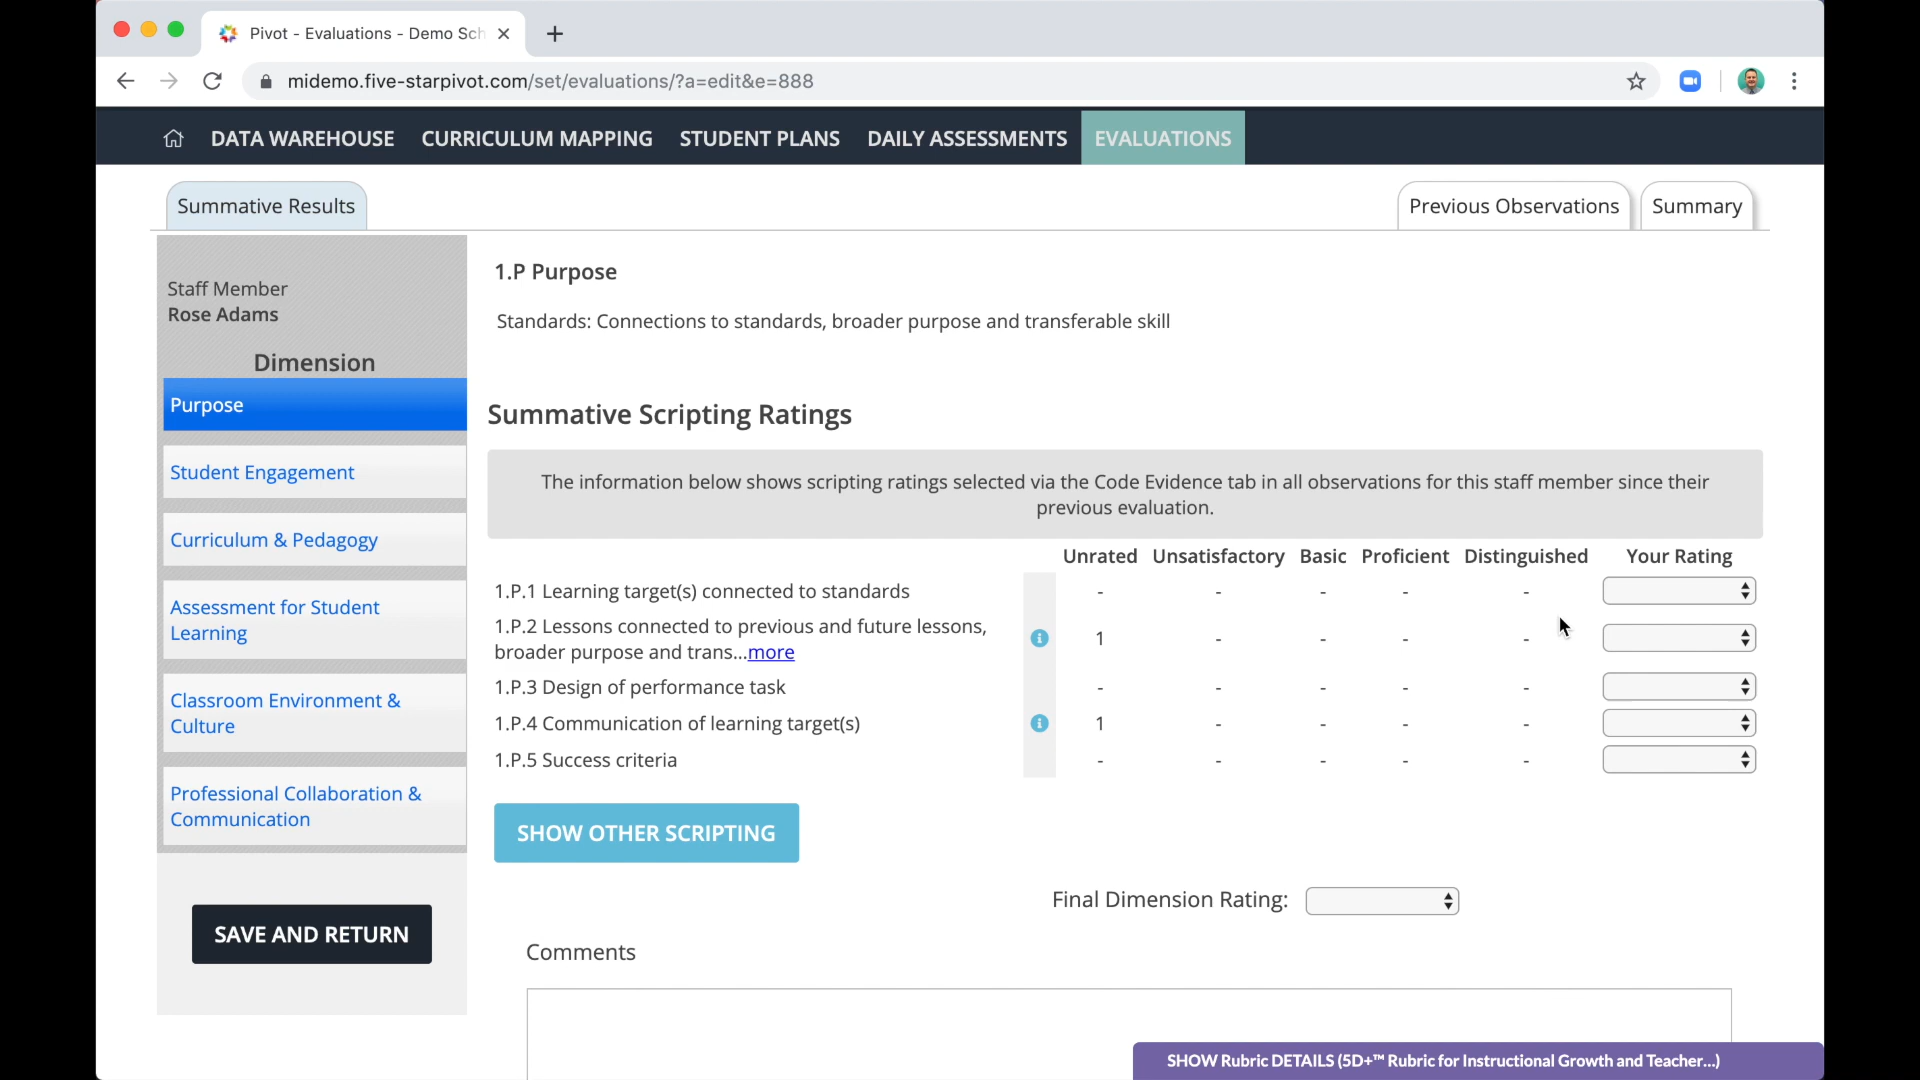 Pivot - Evaluations - Demo Sch
midemo.five-starpivot.com/set/evaluations/?a=edit&e=888
DATA WAREHOUSE CURRICULUM MAPPING STUDENT PLANS DAILY ASSESSMENTS EVALUATIONS
Summative Results Previous Observations Summary
Staff Member
Rose Adams
Dimension
Purpose
Student Engagement
Curriculum & Pedagogy
Assessment for Student
Learning
Classroom Environment &
Culture
Professional Collaboration &
Communication
SAVE AND RETURN
1.P Purpose
Standards: Connections to standards, broader purpose and transferable skill
Summative Scripting Ratings
The information below shows scripting ratings selected via the Code Evidence tab in all observations for this staff member since their
previous evaluation.
Unrated Unsatisfactory Basic Proficient Distinguished Your Rating
1.P.1 Learning target(s) connected to standards - - - - -
1.P.2 Lessons connected to previous and future lessons,
broader purpose and trans...more 1 - - - -
1.P.3 Design of performance task - - - - -
1.P.4 Communication of learning target(s) 1 - - - -
1.P.5 Success criteria - - - - -
SHOW OTHER SCRIPTING
Final Dimension Rating:
Comments
SHOW Rubric DETAILS (5D+™ Rubric for Instructional Growth and Teacher...)